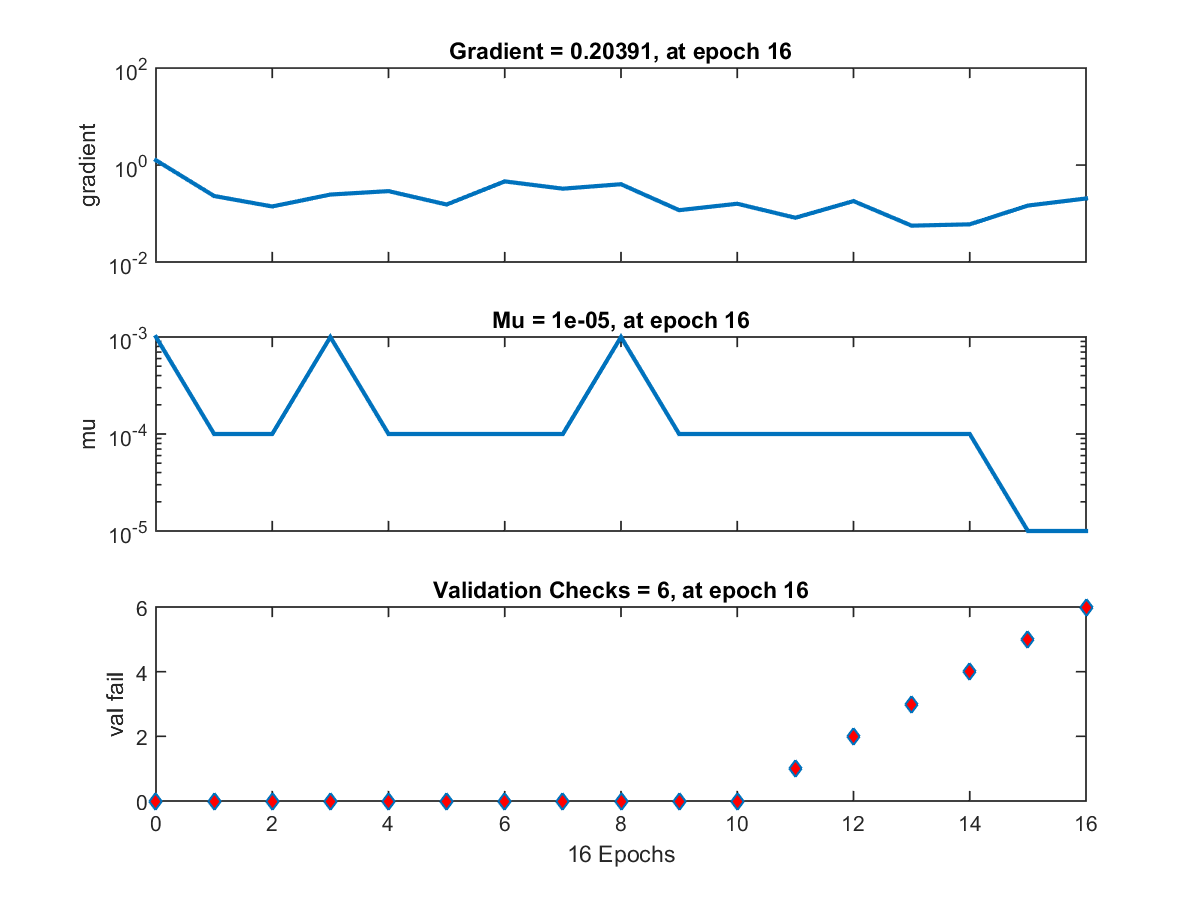 Gradient = 0.20391, at epoch 16
10^2
10^0
10^-2
gradient
Mu = 1e-05, at epoch 16
10^-3
10^-4
10^-5
mu
Validation Checks = 6, at epoch 16
6
4
2
0
val fail
0 2 4 6 8 10 12 14 16
16 Epochs